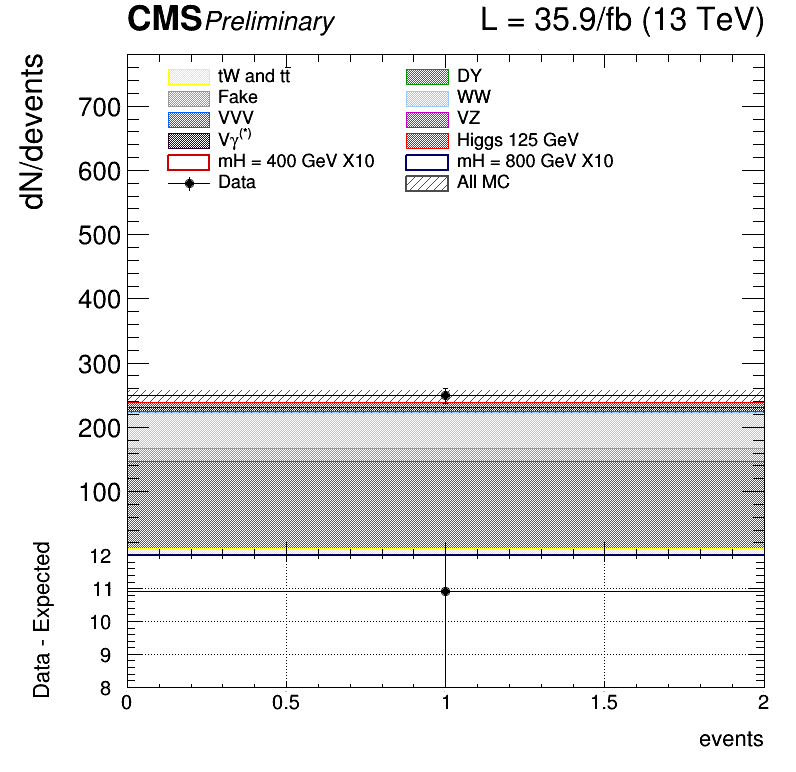 CMS Preliminary L = 35.9/fb (13 TeV)
dN/devents
tW and tt DY
Fake WW
VVV VZ
Vγ(*) Higgs 125 GeV
mH = 400 GeV X10 mH = 800 GeV X10
Data All MC
700
600
500
400
300
200
100
Data - Expected
12
11
10
9
8
0 0.5 1 1.5 2
events